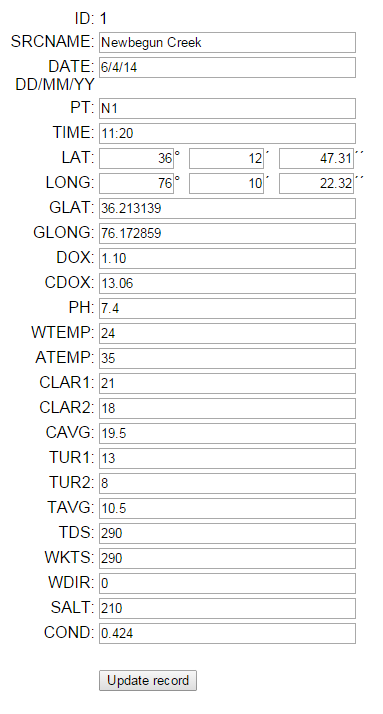 ID: 1
SRCNAME: Newbegun Creek
DATE: 6/4/14
DD/MM/YY
PT: N1
TIME: 11:20
LAT: 36° 12´ 47.31´´
LONG: 76° 10´ 22.32´´
GLAT: 36.213139
GLONG: 76.172859
DOX: 1.10
CDOX: 13.06
PH: 7.4
WTEMP: 24
ATEMP: 35
CLAR1: 21
CLAR2: 18
CAVG: 19.5
TUR1: 13
TUR2: 8
TAVG: 10.5
TDS: 290
WKTS: 290
WDIR: 0
SALT: 210
COND: 0.424
Update record